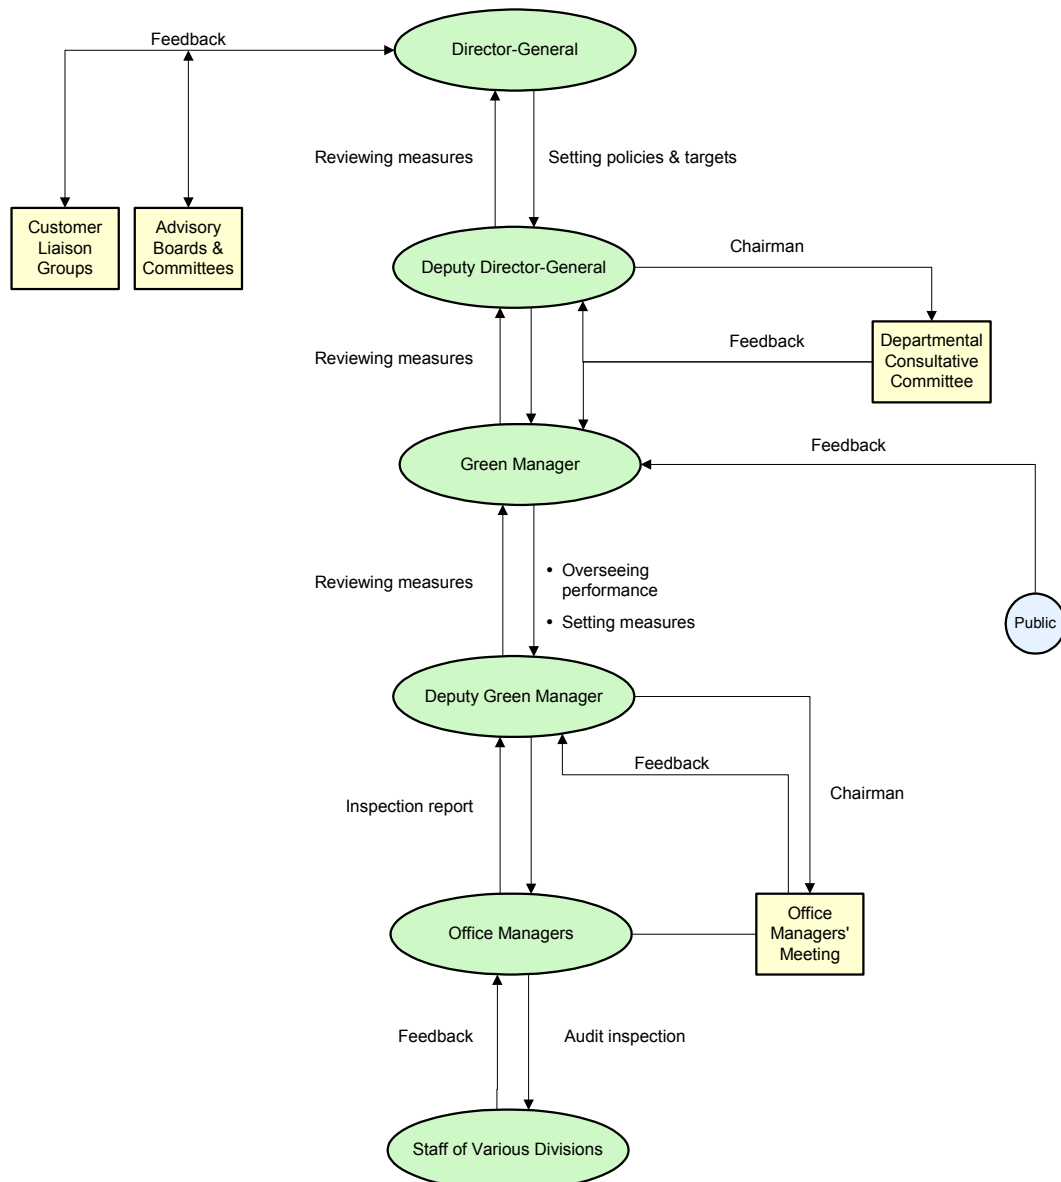 Feedback
Director-General
Reviewing measures
Setting policies & targets
Customer
Liaison
Groups
Advisory
Boards &
Committees
Chairman
Deputy Director-General
Feedback
Departmental
Consultative
Committee
Reviewing measures
Feedback
Green Manager
Reviewing measures
• Overseeing
performance
• Setting measures
Public
Deputy Green Manager
Feedback
Chairman
Inspection report
Office Managers
Office
Managers'
Meeting
Feedback
Audit inspection
Staff of Various Divisions